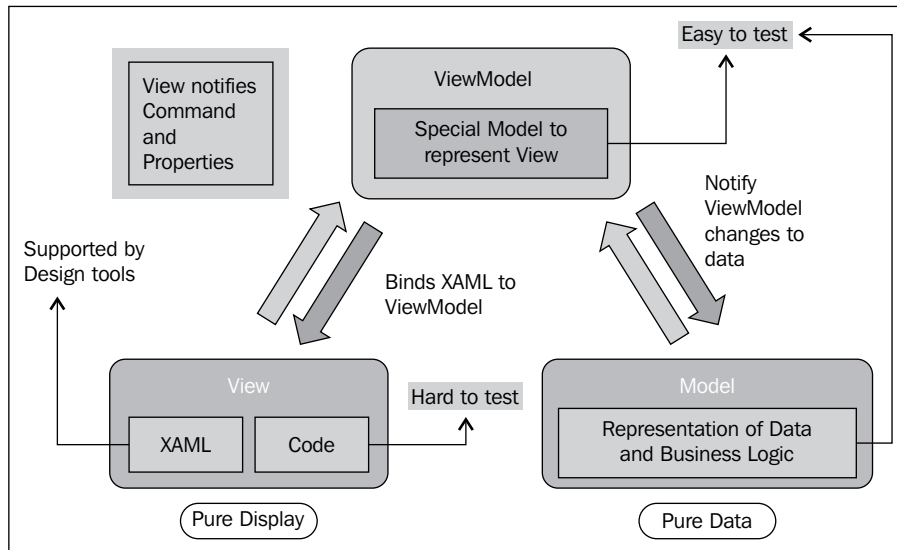 Easy to test
View notifies
Command
and
Properties
ViewModel
Special Model to
represent View
Notify
ViewModel
changes to
data
Supported by
Design tools
Binds XAML to
ViewModel
View
XAML
Code
Hard to test
Model
Representation of Data
and Business Logic
Pure Display
Pure Data